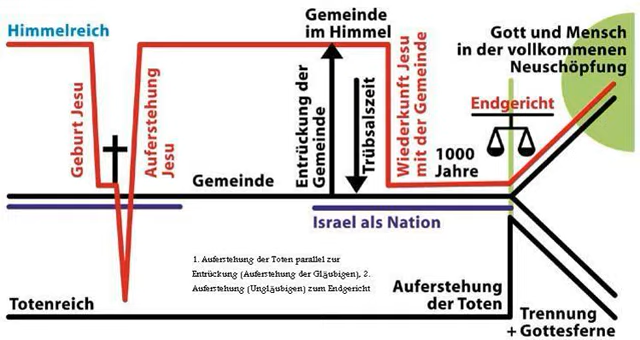 Himmelreich
Geburt Jesu
Auferstehung
Jesu
Gemeinde
Gemeinde
im Himmel
Entrückung der
Gemeinde
Trübsalszeit
Wiederkunft Jesu
mit der Gemeinde
1000
Jahre
Endgericht
Gott und Mensch
in der vollkommenen
Neuschöpfung
Israel als Nation
1. Auferstehung der Toten parallel zur
Entrückung (Auferstehung der Gläubigen), 2.
Auferstehung (Ungläubigen) zum Endgericht
Totenreich
Auferstehung
der Toten
Trennung
+ Gottesferne